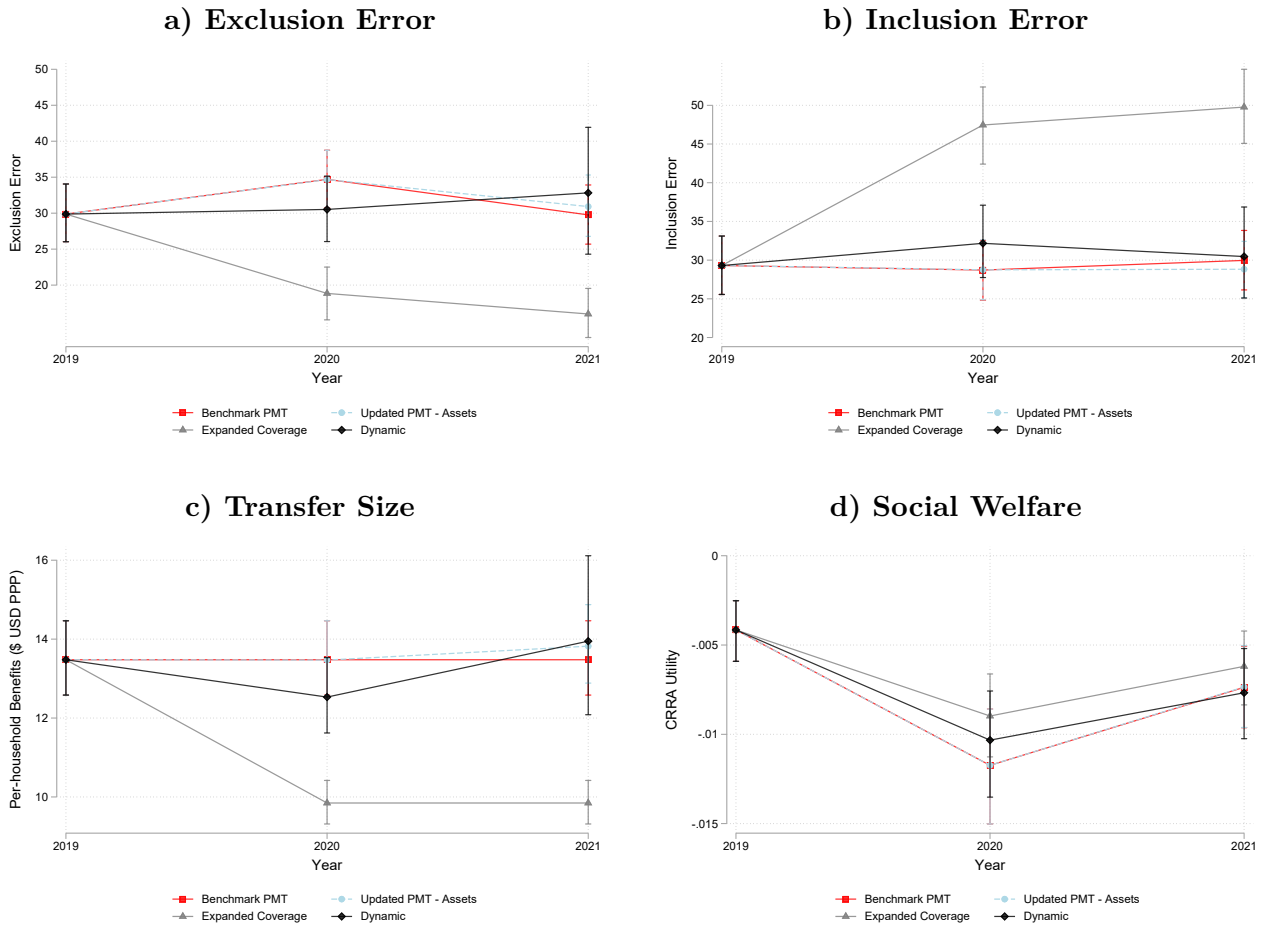 a) Exclusion Error
50
45
40
35
30
25
20
Exclusion Error
2019 2020 2021
Year
Benchmark PMT Updated PMT - Assets
Expanded Coverage Dynamic
b) Inclusion Error
50
45
40
35
30
25
20
Inclusion Error
2019 2020 2021
Year
Benchmark PMT Updated PMT - Assets
Expanded Coverage Dynamic
c) Transfer Size
16
14
12
10
Per-household Benefits ($ USD PPP)
2019 2020 2021
Year
Benchmark PMT Updated PMT - Assets
Expanded Coverage Dynamic
d) Social Welfare
0
-.005
-.01
-.015
CRRA Utility
2019 2020 2021
Year
Benchmark PMT Updated PMT - Assets
Expanded Coverage Dynamic